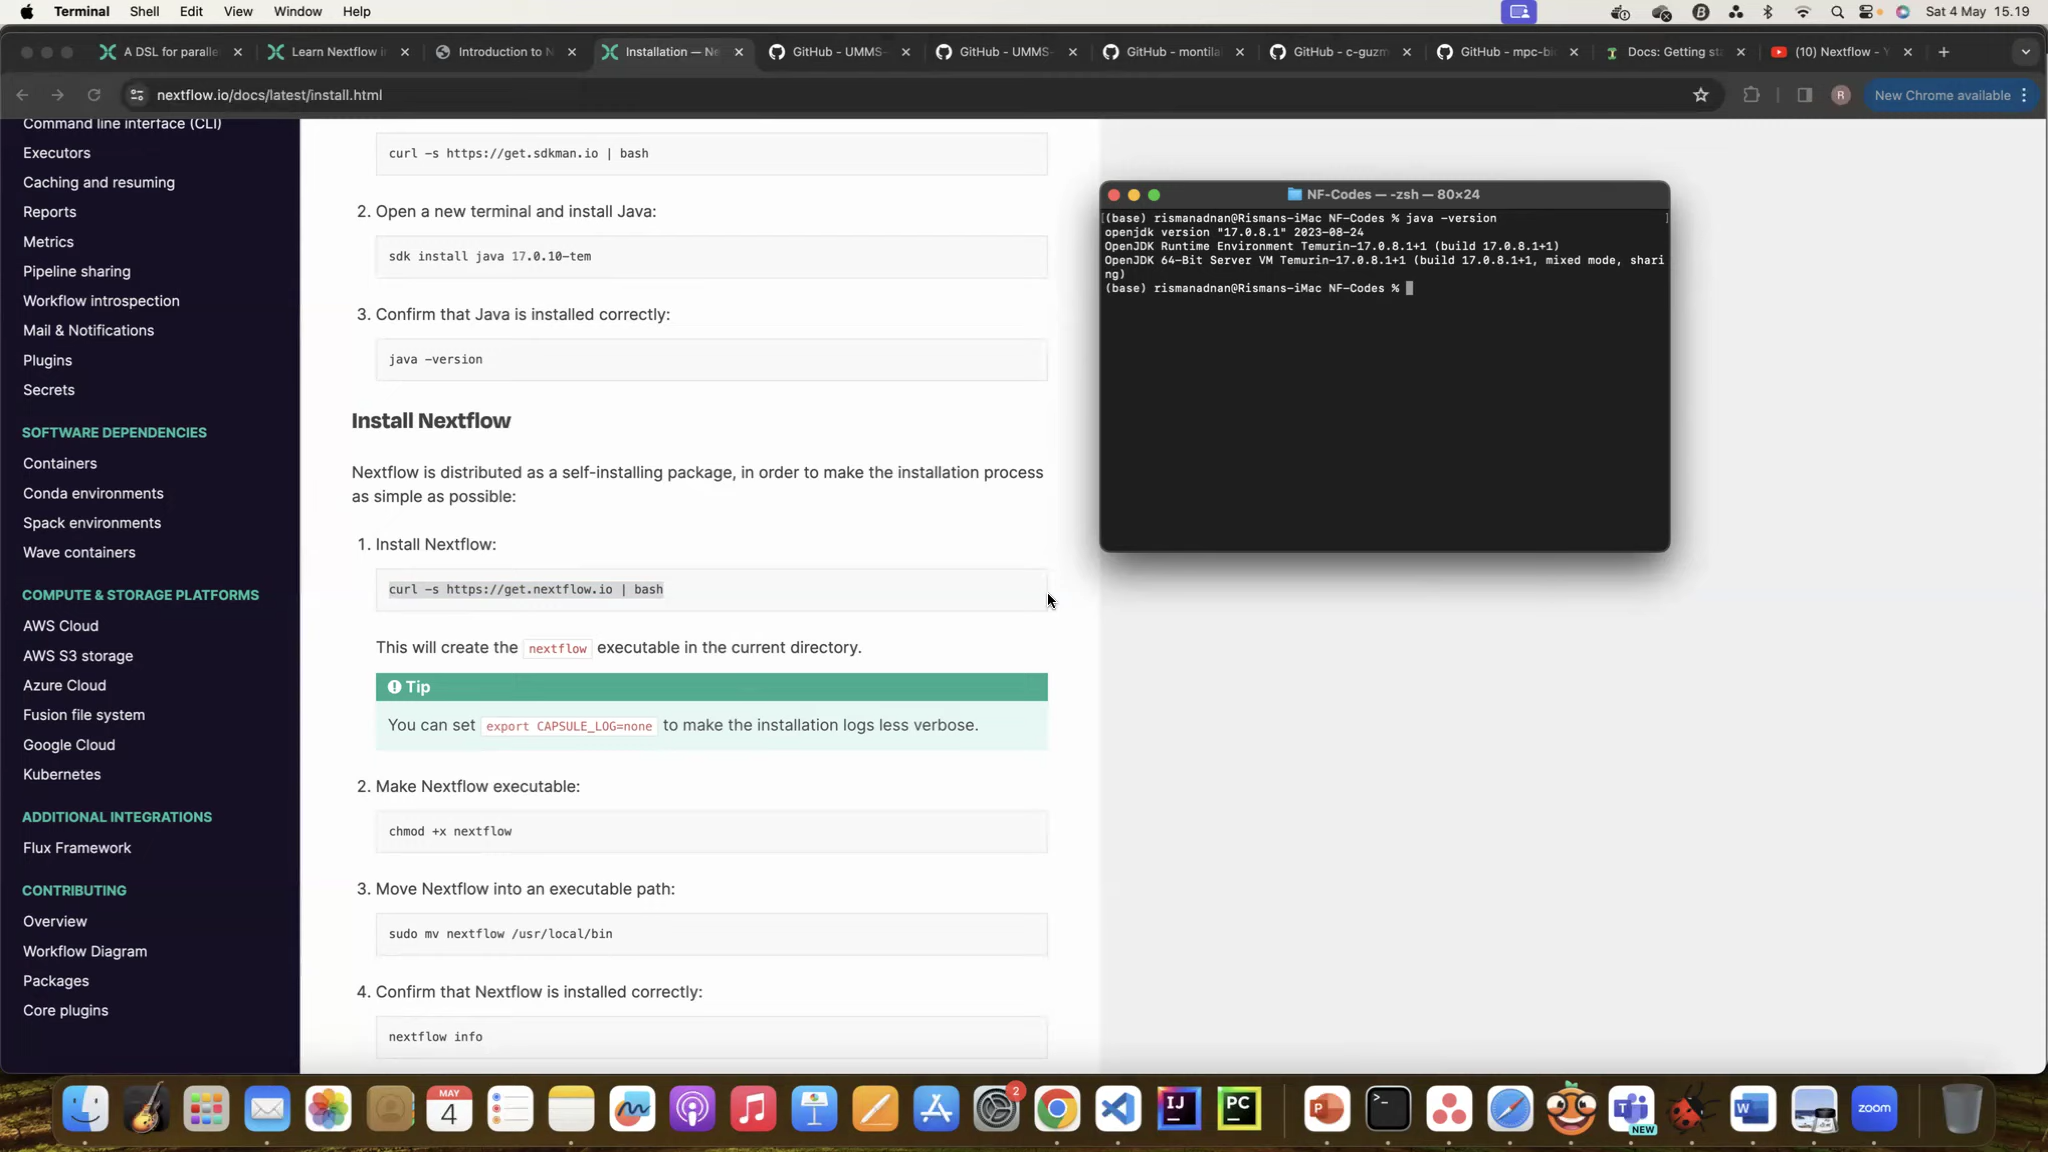 Terminal Shell Edit View Window Help
Sat 4 May 15.19
A DSL for paralle
Learn Nextflow i
Introduction to N
Installation — Ne
GitHub - UMMS-
GitHub - UMMS-
GitHub - montila
GitHub - c-guzm
GitHub - mpc-bi
Docs: Getting st
(10) Nextflow - Y
nextflow.io/docs/latest/install.html
R
New Chrome available
Command line interface (CLI)
Executors
Caching and resuming
Reports
Metrics
Pipeline sharing
Workflow introspection
Mail & Notifications
Plugins
Secrets
SOFTWARE DEPENDENCIES
Containers
Conda environments
Spack environments
Wave containers
COMPUTE & STORAGE PLATFORMS
AWS Cloud
AWS S3 storage
Azure Cloud
Fusion file system
Google Cloud
Kubernetes
ADDITIONAL INTEGRATIONS
Flux Framework
CONTRIBUTING
Overview
Workflow Diagram
Packages
Core plugins
curl -s https://get.sdkman.io | bash
2. Open a new terminal and install Java:
sdk install java 17.0.10-tem
3. Confirm that Java is installed correctly:
java -version
Install Nextflow
Nextflow is distributed as a self-installing package, in order to make the installation process
as simple as possible:
1. Install Nextflow:
curl -s https://get.nextflow.io | bash
This will create the nextflow executable in the current directory.
Tip
You can set export CAPSULE_LOG=none to make the installation logs less verbose.
2. Make Nextflow executable:
chmod +x nextflow
3. Move Nextflow into an executable path:
sudo mv nextflow /usr/local/bin
4. Confirm that Nextflow is installed correctly:
nextflow info
NF-Codes — -zsh — 80×24
[(base) rismanadnan@Rismans-iMac NF-Codes % java -version ]
openjdk version "17.0.8.1" 2023-08-24
OpenJDK Runtime Environment Temurin-17.0.8.1+1 (build 17.0.8.1+1)
OpenJDK 64-Bit Server VM Temurin-17.0.8.1+1 (build 17.0.8.1+1, mixed mode, shari
ng)
(base) rismanadnan@Rismans-iMac NF-Codes %
MAY
4
2
IJ
PC
P
>_
T
NEW
W
zoom